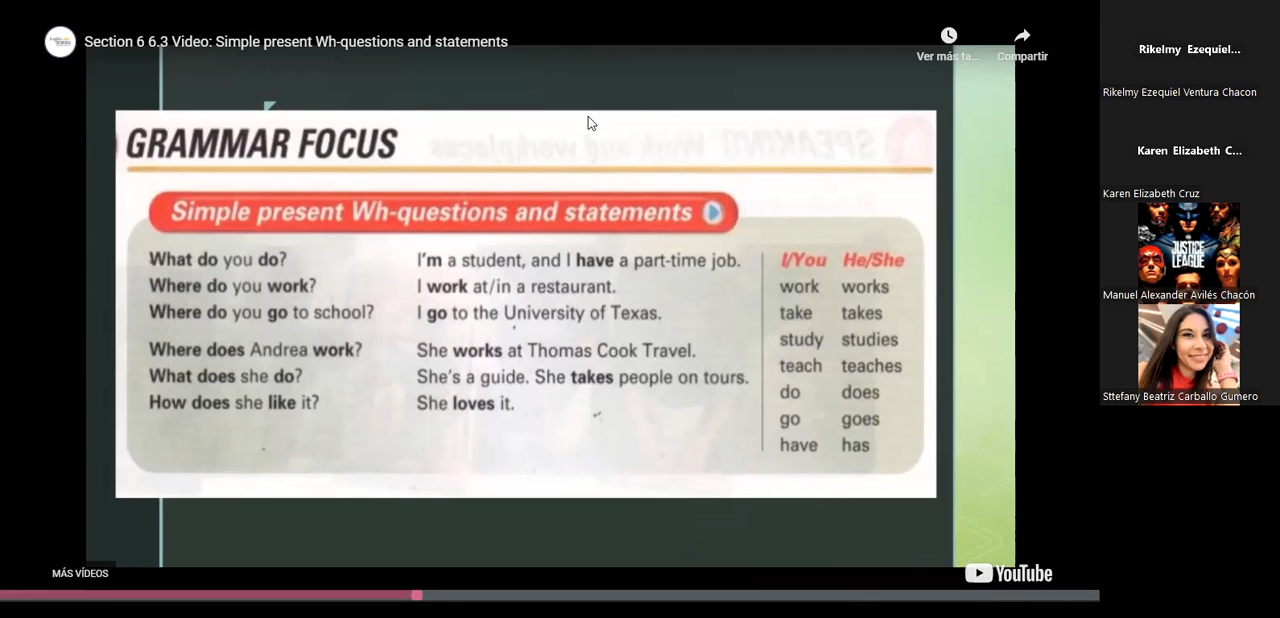 Section 6 6.3 Video: Simple present Wh-questions and statements
Ver más ta...
Compartir
GRAMMAR FOCUS
SPEAKING Work and workplaces
Simple present Wh-questions and statements
What do you do? I'm a student, and I have a part-time job.
Where do you work? I work at/in a restaurant.
Where do you go to school? I go to the University of Texas.
Where does Andrea work? She works at Thomas Cook Travel.
What does she do? She's a guide. She takes people on tours.
How does she like it? She loves it.
I/You He/She
work works
take takes
study studies
teach teaches
do does
go goes
have has
MÁS VÍDEOS
YouTube
Rikelmy Ezequiel...
Rikelmy Ezequiel Ventura Chacon
Karen Elizabeth C...
Karen Elizabeth Cruz
JUSTICE
LEAGUE
Manuel Alexander Avilés Chacón
Sttefany Beatriz Carballo Gumero